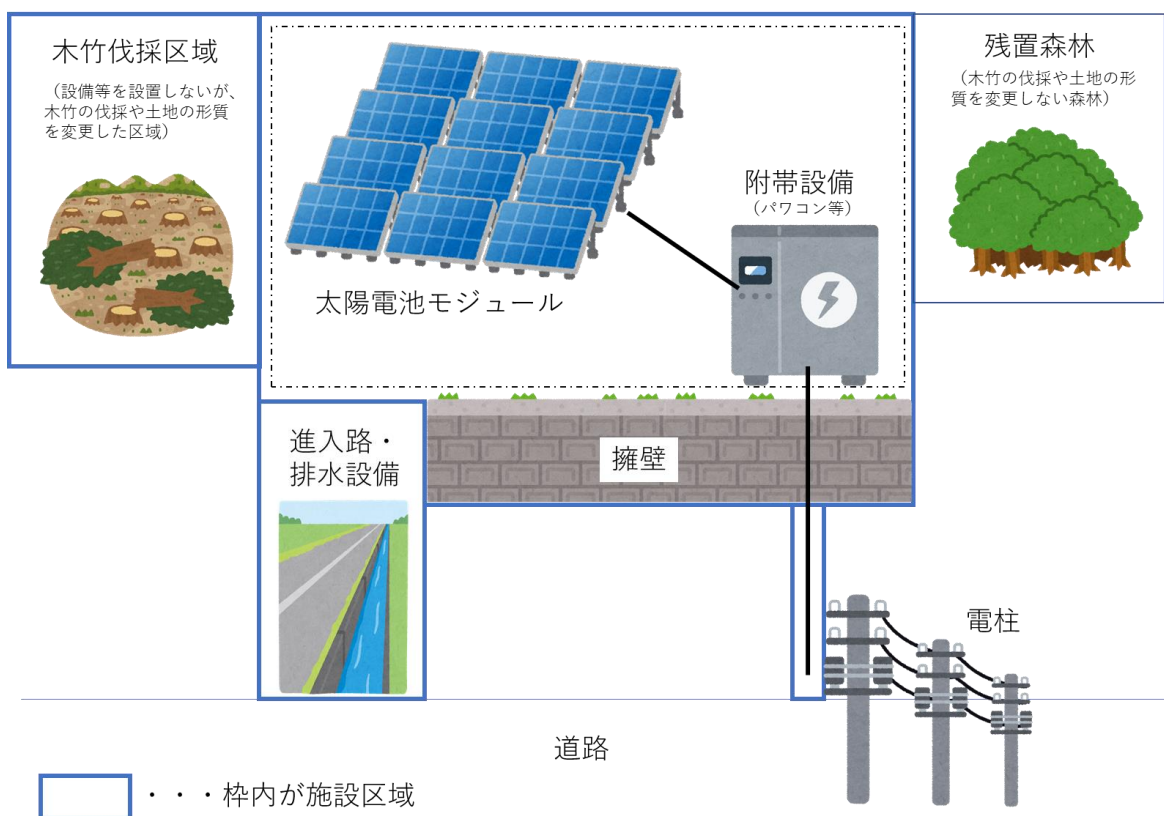 木竹伐採区域
（設備等を設置しないが、
木竹の伐採や土地の形質
を変更した区域）
残置森林
（木竹の伐採や土地の形
質を変更しない森林）
附帯設備
（パワコン等）
太陽電池モジュール
進入路・
排水設備
擁壁
電柱
道路
・・・枠内が施設区域